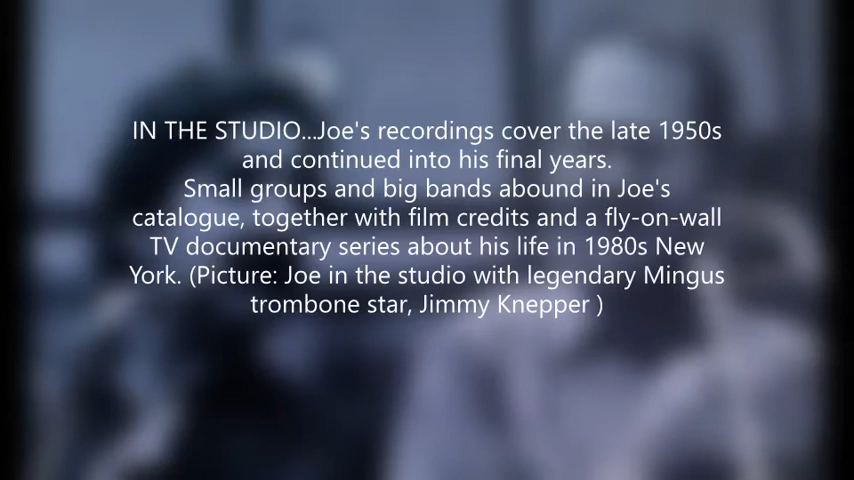 IN THE STUDIO...Joe's recordings cover the late 1950s
and continued into his final years.
Small groups and big bands abound in Joe's
catalogue, together with film credits and a fly-on-wall
TV documentary series about his life in 1980s New
York. (Picture: Joe in the studio with legendary Mingus
trombone star, Jimmy Knepper )